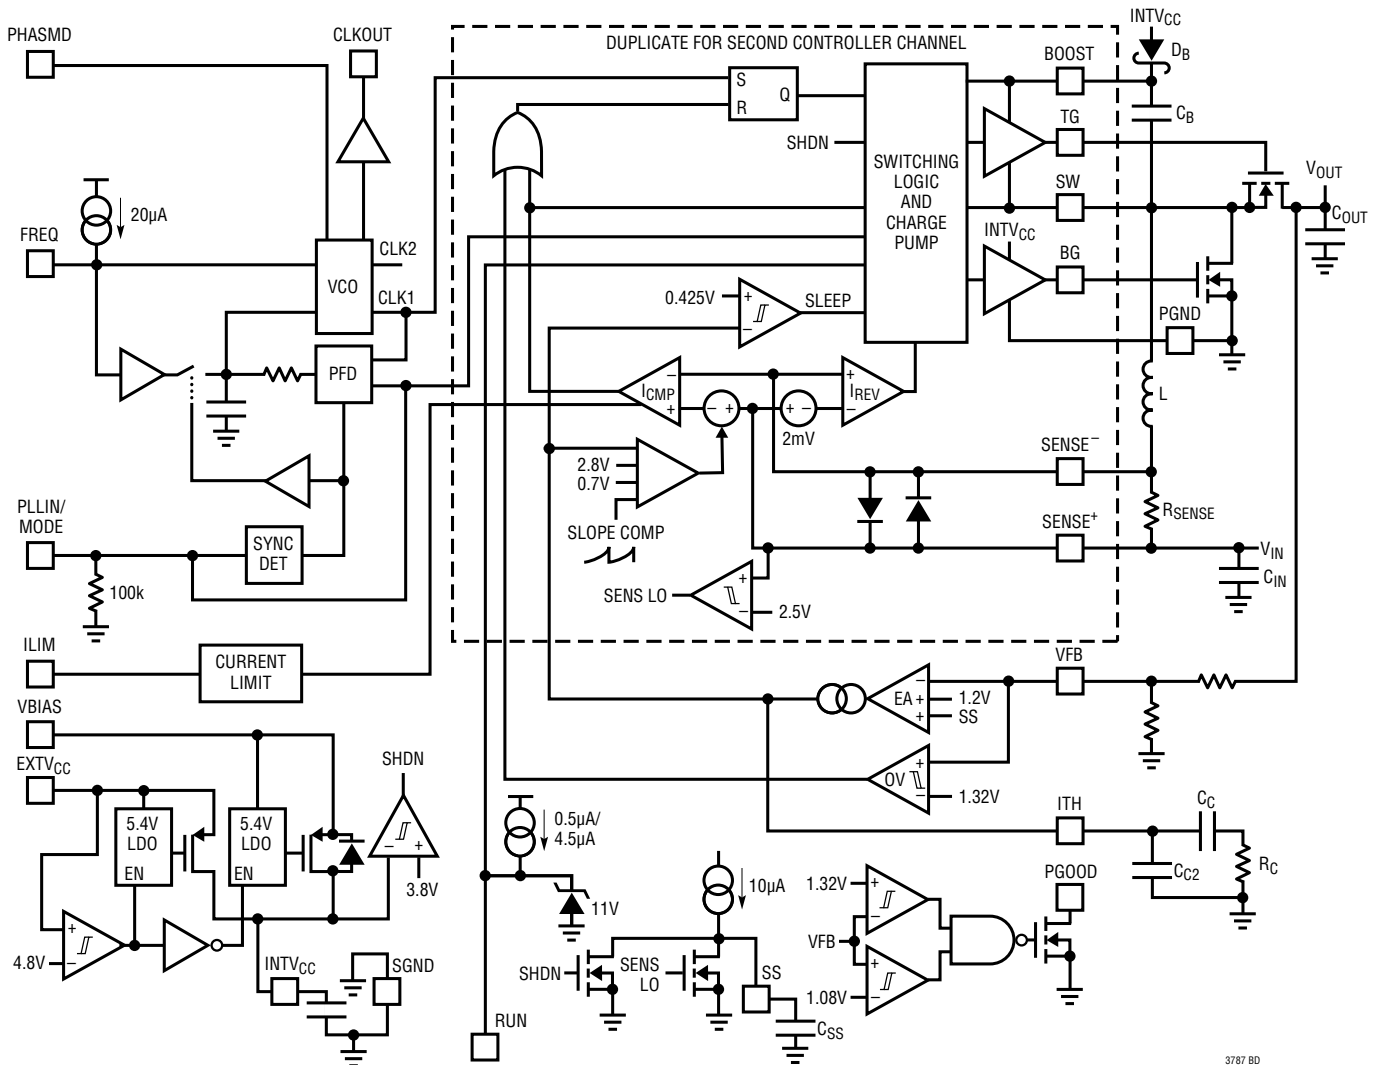 PHASMD
CLKOUT
DUPLICATE FOR SECOND CONTROLLER CHANNEL
INTVCC
BOOST
DB
S
R
Q
CB
TG
SHDN
SWITCHING
LOGIC
AND
CHARGE
PUMP
VOUT
20µA
SW
COUT
FREQ
CLK2
VCO
CLK1
INTVCC
BG
0.425V
+
–
SLEEP
PGND
PFD
ICMP
–
+
– +
+ –
2mV
+
IREV
–
L
2.8V
0.7V
SLOPE COMP
SENSE–
RSENSE
SENSE+
VIN
CIN
PLLIN/
MODE
SYNC
DET
100k
SENS LO
+
–
2.5V
ILIM
CURRENT
LIMIT
VFB
–
EA +
+
1.2V
SS
VBIAS
EXTVCC
SHDN
OV
+
–
1.32V
5.4V
LDO
EN
5.4V
LDO
EN
–
+
3.8V
0.5µA/
4.5µA
ITH
CC
CC2
RC
11V
10µA
PGOOD
1.32V
+
–
VFB
+
–
1.08V
+
–
4.8V
INTVCC
SGND
SHDN
SENS
LO
SS
CSS
RUN
3787 BD